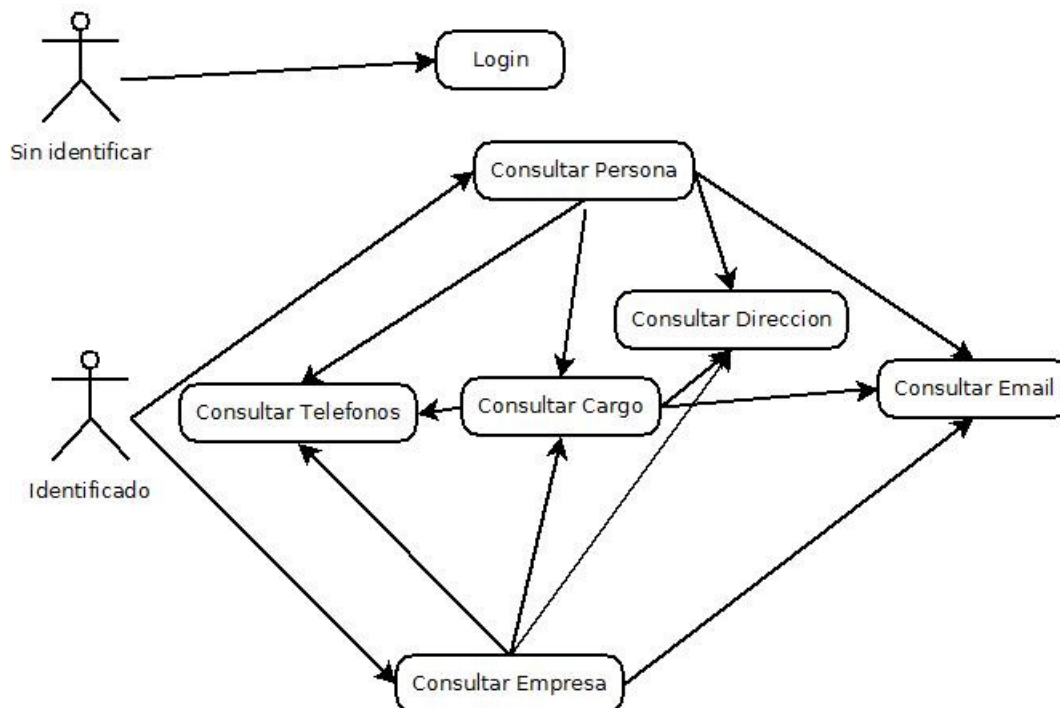 Login
Sin identificar
Consultar Persona
Consultar Direccion
Consultar Email
Consultar Telefonos
Consultar Cargo
Identificado
Consultar Empresa